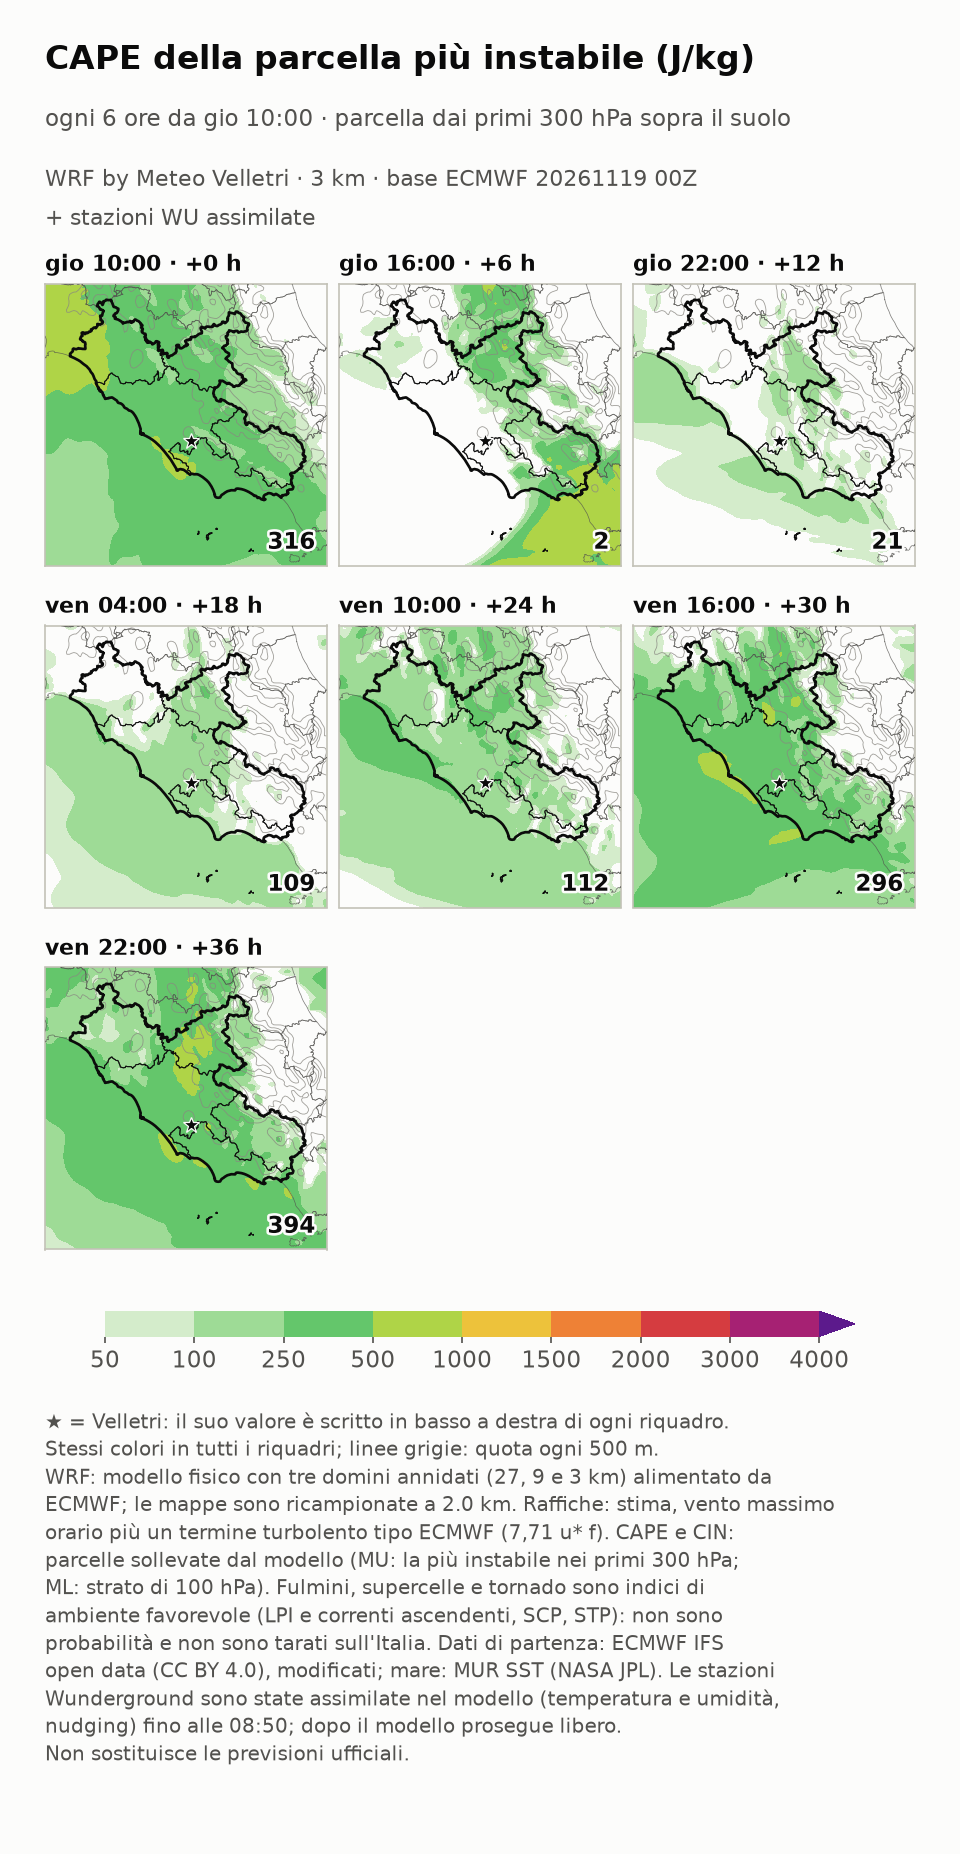 CAPE della parcella più instabile (J/kg)
ogni 6 ore da gio 10:00 · parcella dai primi 300 hPa sopra il suolo
WRF by Meteo Velletri · 3 km · base ECMWF 20261119 00Z
+ stazioni WU assimilate
gio 10:00 · +0 h
gio 16:00 · +6 h
gio 22:00 · +12 h
316
2
21
ven 04:00 · +18 h
ven 10:00 · +24 h
ven 16:00 · +30 h
109
112
296
ven 22:00 · +36 h
394
50 100 250 500 1000 1500 2000 3000 4000
★ = Velletri: il suo valore è scritto in basso a destra di ogni riquadro.
Stessi colori in tutti i riquadri; linee grigie: quota ogni 500 m.
WRF: modello fisico con tre domini annidati (27, 9 e 3 km) alimentato da
ECMWF; le mappe sono ricampionate a 2.0 km. Raffiche: stima, vento massimo
orario più un termine turbolento tipo ECMWF (7,71 u* f). CAPE e CIN:
parcelle sollevate dal modello (MU: la più instabile nei primi 300 hPa;
ML: strato di 100 hPa). Fulmini, supercelle e tornado sono indici di
ambiente favorevole (LPI e correnti ascendenti, SCP, STP): non sono
probabilità e non sono tarati sull'Italia. Dati di partenza: ECMWF IFS
open data (CC BY 4.0), modificati; mare: MUR SST (NASA JPL). Le stazioni
Wunderground sono state assimilate nel modello (temperatura e umidità,
nudging) fino alle 08:50; dopo il modello prosegue libero.
Non sostituisce le previsioni ufficiali.